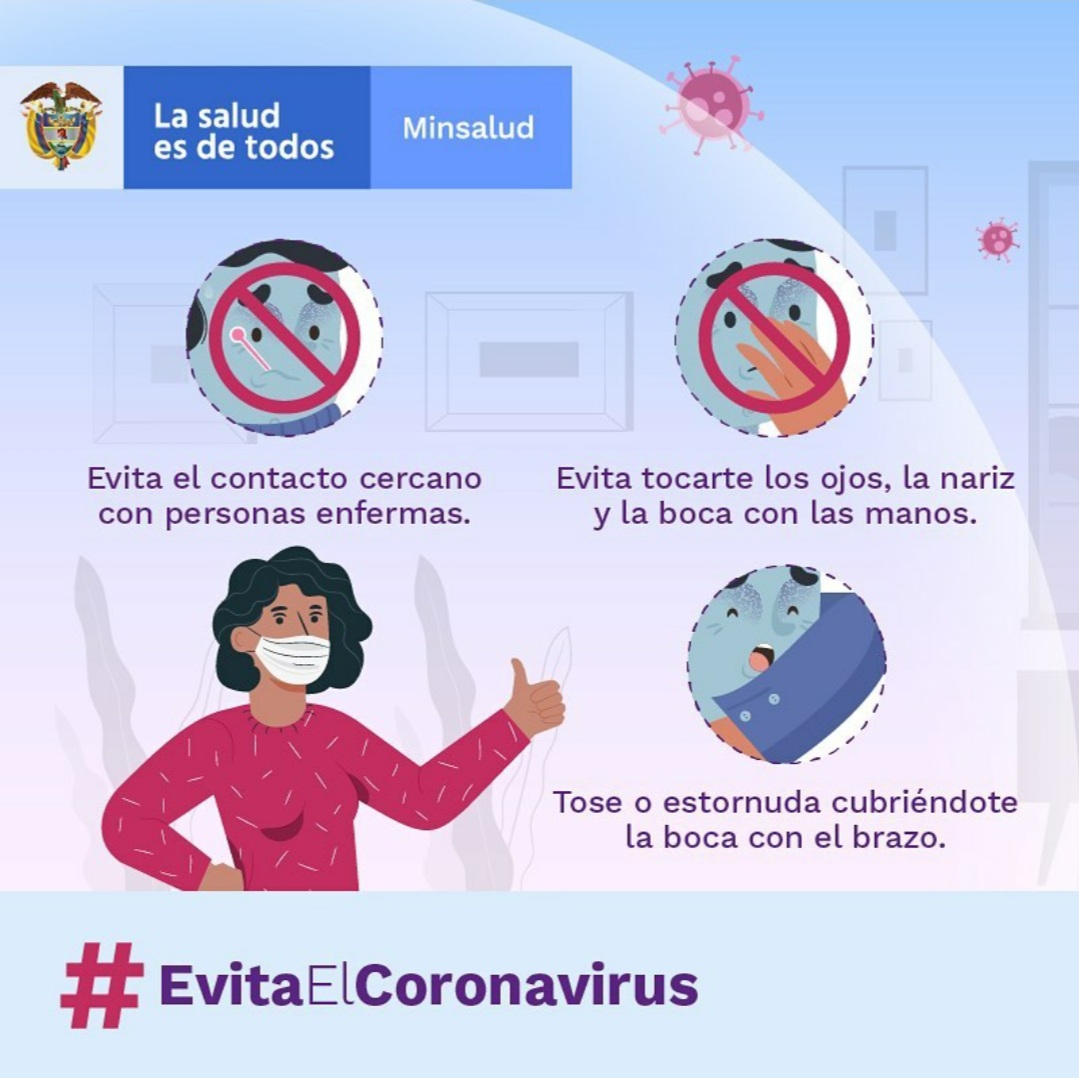 La salud
es de todos
Minsalud
Evita el contacto cercano
con personas enfermas.
Evita tocarte los ojos, la nariz
y la boca con las manos.
Tose o estornuda cubriéndote
la boca con el brazo.
#EvitaElCoronavirus